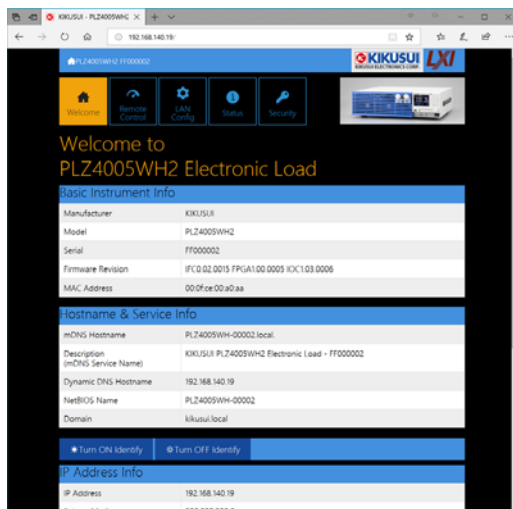 KIKUSUI - PLZ4005WH2
192.168.140.19/
PLZ4005WH2 FF000002
KIKUSUI
KIKUSUI ELECTRONICS CORP.
LXI
Welcome
Remote Control
LAN Config
Status
Security
Welcome to
PLZ4005WH2 Electronic Load
Basic Instrument Info
Manufacturer KIKUSUI
Model PLZ4005WH2
Serial FF000002
Firmware Revision IFC0.02.0015 FPGA1.00.0005 IOC1.03.0006
MAC Address 00:0f:ce:00:a0:aa
Hostname & Service Info
mDNS Hostname PLZ4005WH-00002.local.
Description
(mDNS Service Name) KIKUSUI PLZ4005WH2 Electronic Load - FF000002
Dynamic DNS Hostname 192.168.140.19
NetBIOS Name PLZ4005WH-00002
Domain kikusui.local
Turn ON Identify Turn OFF Identify
IP Address Info
IP Address 192.168.140.19